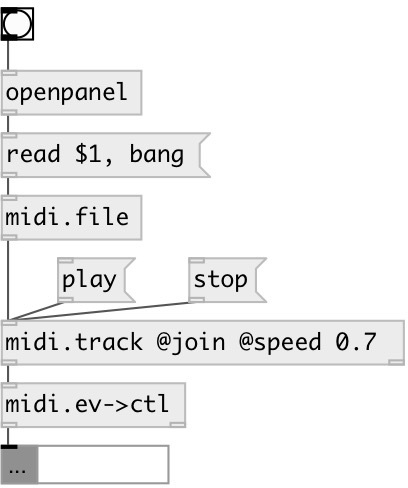 openpanel
read $1, bang
midi.file
play stop
midi.track @join @speed 0.7
midi.ev->ctl
...